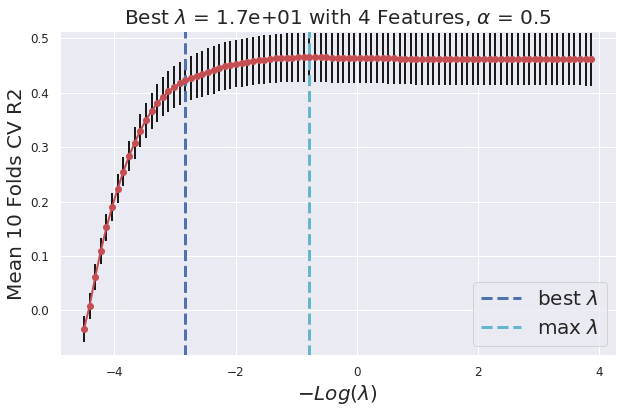 Best λ = 1.7e+01 with 4 Features, α = 0.5
Mean 10 Folds CV R2
0.5
0.4
0.3
0.2
0.1
0.0
−4
−2
0
2
4
−Log(λ)
best λ
max λ